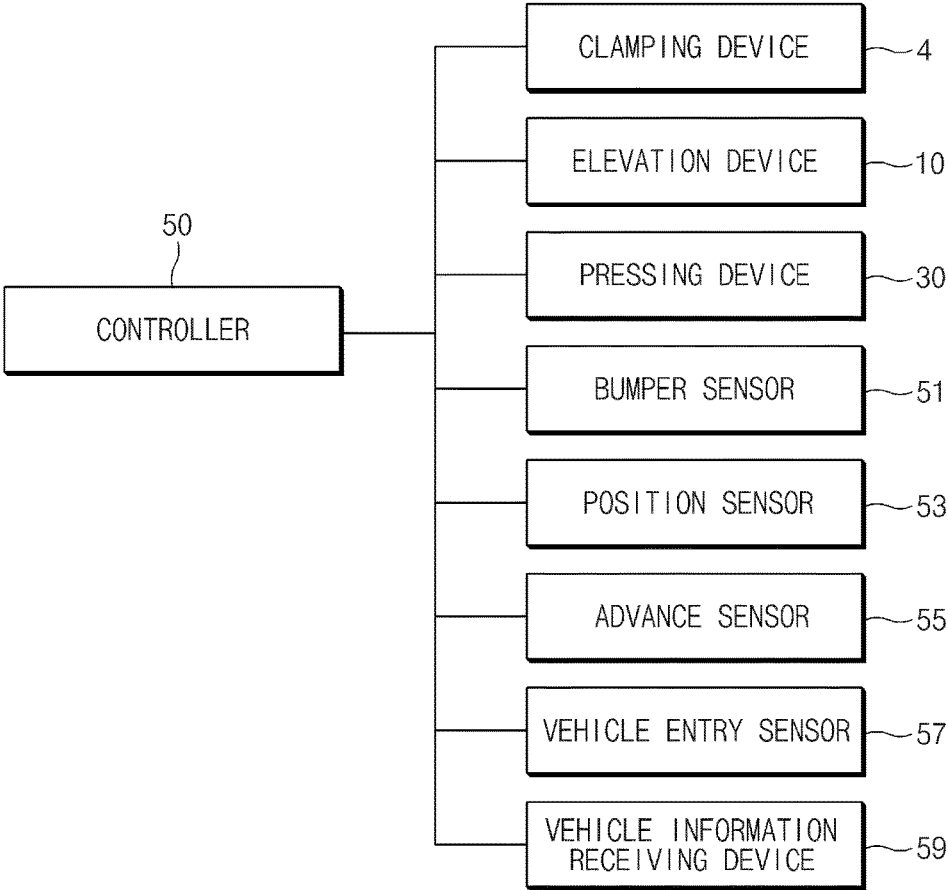 CLAMPING DEVICE
4
ELEVATION DEVICE
10
50
PRESSING DEVICE
30
CONTROLLER
BUMPER SENSOR
51
POSITION SENSOR
53
ADVANCE SENSOR
55
VEHICLE ENTRY SENSOR
57
VEHICLE INFORMATION
RECEIVING DEVICE
59